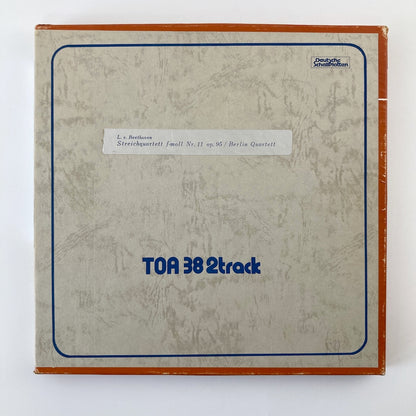 Deutsche
Schallplatten
L. v. Beethoven
Streichquartett f-moll Nr. 11 op. 95 / Berlin Quartett
TOA 38 2track